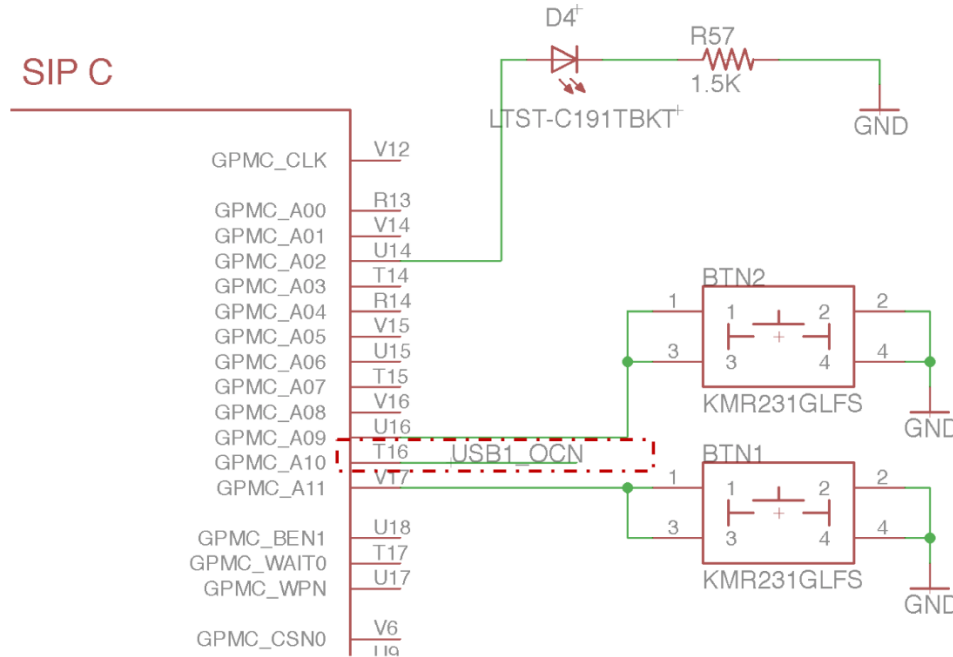 D4
R57
SIP C
1.5K
LTST-C191TBKT
GND
GPMC_CLK V12
GPMC_A00 R13
GPMC_A01 V14
GPMC_A02 U14
GPMC_A03 T14
GPMC_A04 R14
GPMC_A05 V15
GPMC_A06 U15
GPMC_A07 T15
GPMC_A08 V16
GPMC_A09 U16
GPMC_A10 T16 USB1_OCN
GPMC_A11 V17
GPMC_BEN1 U18
GPMC_WAIT0 T17
GPMC_WPN U17
GPMC_CSN0 V6
U9
BTN2
1 1 2 2
3 3 4 4
KMR231GLFS
GND
BTN1
1 1 2 2
3 3 4 4
KMR231GLFS
GND